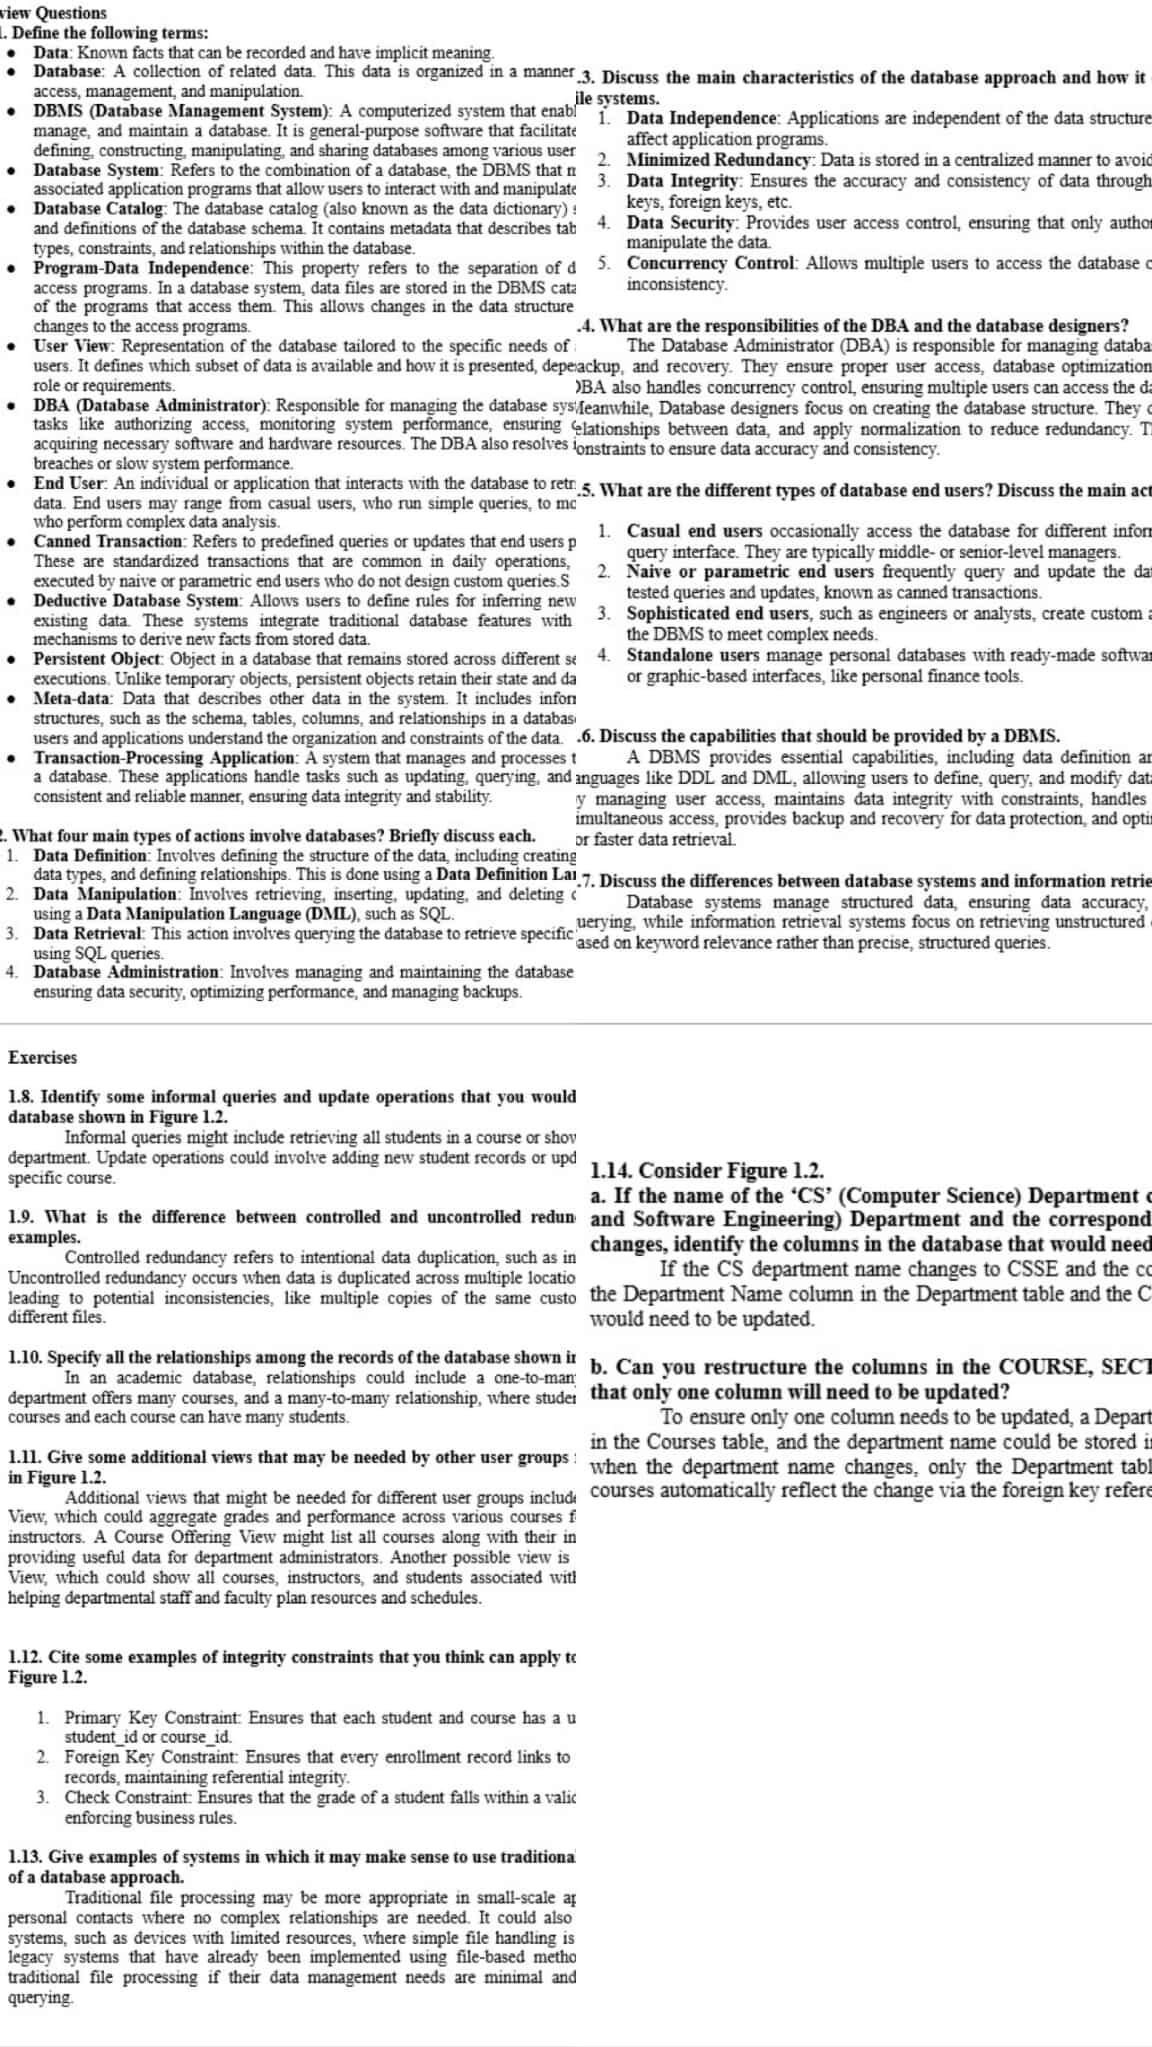 view Questions
1. Define the following terms:
• Data: Known facts that can be recorded and have implicit meaning.
• Database: A collection of related data. This data is organized in a manner
access, management, and manipulation.
• DBMS (Database Management System): A computerized system that enabl
manage, and maintain a database. It is general-purpose software that facilitate
defining, constructing, manipulating, and sharing databases among various user
• Database System: Refers to the combination of a database, the DBMS that m
associated application programs that allow users to interact with and manipulate
• Database Catalog: The database catalog (also known as the data dictionary)
and definitions of the database schema. It contains metadata that describes tab
types, constraints, and relationships within the database.
• Program-Data Independence: This property refers to the separation of d
access programs. In a database system, data files are stored in the DBMS cata
of the programs that access them. This allows changes in the data structure
changes to the access programs.
• User View: Representation of the database tailored to the specific needs of
users. It defines which subset of data is available and how it is presented, depe
role or requirements.
• DBA (Database Administrator): Responsible for managing the database sys
tasks like authorizing access, monitoring system performance, ensuring
acquiring necessary software and hardware resources. The DBA also resolves
breaches or slow system performance.
• End User: An individual or application that interacts with the database to retr
data. End users may range from casual users, who run simple queries, to mo
who perform complex data analysis.
• Canned Transaction: Refers to predefined queries or updates that end users p
These are standardized transactions that are common in daily operations,
executed by naive or parametric end users who do not design custom queries.S
• Deductive Database System: Allows users to define rules for inferring new
existing data. These systems integrate traditional database features with
mechanisms to derive new facts from stored data.
• Persistent Object: Object in a database that remains stored across different se
executions. Unlike temporary objects, persistent objects retain their state and da
• Meta-data: Data that describes other data in the system. It includes infor
structures, such as the schema, tables, columns, and relationships in a databas
users and applications understand the organization and constraints of the data.
• Transaction-Processing Application: A system that manages and processes t
a database. These applications handle tasks such as updating, querying, and
consistent and reliable manner, ensuring data integrity and stability.
2. What four main types of actions involve databases? Briefly discuss each.
1. Data Definition: Involves defining the structure of the data, including creating
data types, and defining relationships. This is done using a Data Definition La
2. Data Manipulation: Involves retrieving, inserting, updating, and deleting
using a Data Manipulation Language (DML), such as SQL.
3. Data Retrieval: This action involves querying the database to retrieve specific
using SQL queries.
4. Database Administration: Involves managing and maintaining the database
ensuring data security, optimizing performance, and managing backups.
.3. Discuss the main characteristics of the database approach and how it
ile systems.
1. Data Independence: Applications are independent of the data structure
affect application programs.
2. Minimized Redundancy: Data is stored in a centralized manner to avoid
3. Data Integrity: Ensures the accuracy and consistency of data through
keys, foreign keys, etc.
4. Data Security: Provides user access control, ensuring that only author
manipulate the data.
5. Concurrency Control: Allows multiple users to access the database c
inconsistency.
.4. What are the responsibilities of the DBA and the database designers?
The Database Administrator (DBA) is responsible for managing databa
ackup, and recovery. They ensure proper user access, database optimization
DBA also handles concurrency control, ensuring multiple users can access the da
Meanwhile, Database designers focus on creating the database structure. They
elationships between data, and apply normalization to reduce redundancy. T
onstraints to ensure data accuracy and consistency.
.5. What are the different types of database end users? Discuss the main act
1. Casual end users occasionally access the database for different infor
query interface. They are typically middle- or senior-level managers.
2. Naive or parametric end users frequently query and update the dat
tested queries and updates, known as canned transactions.
3. Sophisticated end users, such as engineers or analysts, create custom a
the DBMS to meet complex needs.
4. Standalone users manage personal databases with ready-made softwar
or graphic-based interfaces, like personal finance tools.
.6. Discuss the capabilities that should be provided by a DBMS.
A DBMS provides essential capabilities, including data definition an
anguages like DDL and DML, allowing users to define, query, and modify dat
y managing user access, maintains data integrity with constraints, handles
imultaneous access, provides backup and recovery for data protection, and opti
or faster data retrieval.
.7. Discuss the differences between database systems and information retrie
Database systems manage structured data, ensuring data accuracy,
uerying, while information retrieval systems focus on retrieving unstructured
ased on keyword relevance rather than precise, structured queries.
Exercises
1.8. Identify some informal queries and update operations that you would
database shown in Figure 1.2.
Informal queries might include retrieving all students in a course or show
department. Update operations could involve adding new student records or upd
specific course.
1.9. What is the difference between controlled and uncontrolled redun
examples.
Controlled redundancy refers to intentional data duplication, such as in
Uncontrolled redundancy occurs when data is duplicated across multiple locatio
leading to potential inconsistencies, like multiple copies of the same custo
different files.
1.10. Specify all the relationships among the records of the database shown in
In an academic database, relationships could include a one-to-man
department offers many courses, and a many-to-many relationship, where studen
courses and each course can have many students.
1.11. Give some additional views that may be needed by other user groups
in Figure 1.2.
Additional views that might be needed for different user groups include
View, which could aggregate grades and performance across various courses f
instructors. A Course Offering View might list all courses along with their in
providing useful data for department administrators. Another possible view is
View, which could show all courses, instructors, and students associated with
helping departmental staff and faculty plan resources and schedules.
1.12. Cite some examples of integrity constraints that you think can apply to
Figure 1.2.
1. Primary Key Constraint: Ensures that each student and course has a u
student_id or course_id.
2. Foreign Key Constraint: Ensures that every enrollment record links to
records, maintaining referential integrity.
3. Check Constraint: Ensures that the grade of a student falls within a valid
enforcing business rules.
1.13. Give examples of systems in which it may make sense to use traditional
of a database approach.
Traditional file processing may be more appropriate in small-scale ap
personal contacts where no complex relationships are needed. It could also
systems, such as devices with limited resources, where simple file handling is
legacy systems that have already been implemented using file-based metho
traditional file processing if their data management needs are minimal and
querying.
1.14. Consider Figure 1.2.
a. If the name of the ‘CS’ (Computer Science) Department c
and Software Engineering) Department and the correspond
changes, identify the columns in the database that would need
If the CS department name changes to CSSE and the co
the Department Name column in the Department table and the C
would need to be updated.
b. Can you restructure the columns in the COURSE, SECT
that only one column will need to be updated?
To ensure only one column needs to be updated, a Depart
in the Courses table, and the department name could be stored i
when the department name changes, only the Department tabl
courses automatically reflect the change via the foreign key refere